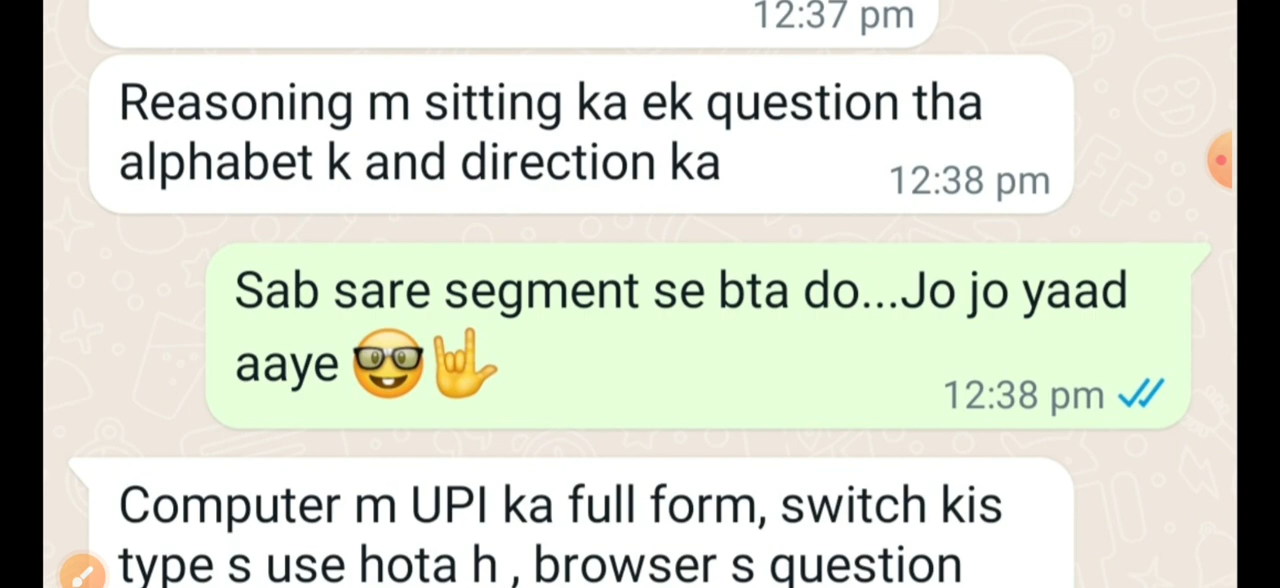 12:37 pm
Reasoning m sitting ka ek question tha
alphabet k and direction ka
12:38 pm
Sab sare segment se bta do...Jo jo yaad
aaye 🤓🤟
12:38 pm
Computer m UPI ka full form, switch kis
type s use hota h , browser s question